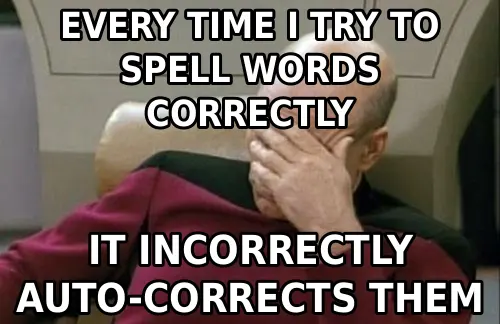 EVERY TIME I TRY TO
SPELL WORDS
CORRECTLY
IT INCORRECTLY
AUTO-CORRECTS THEM